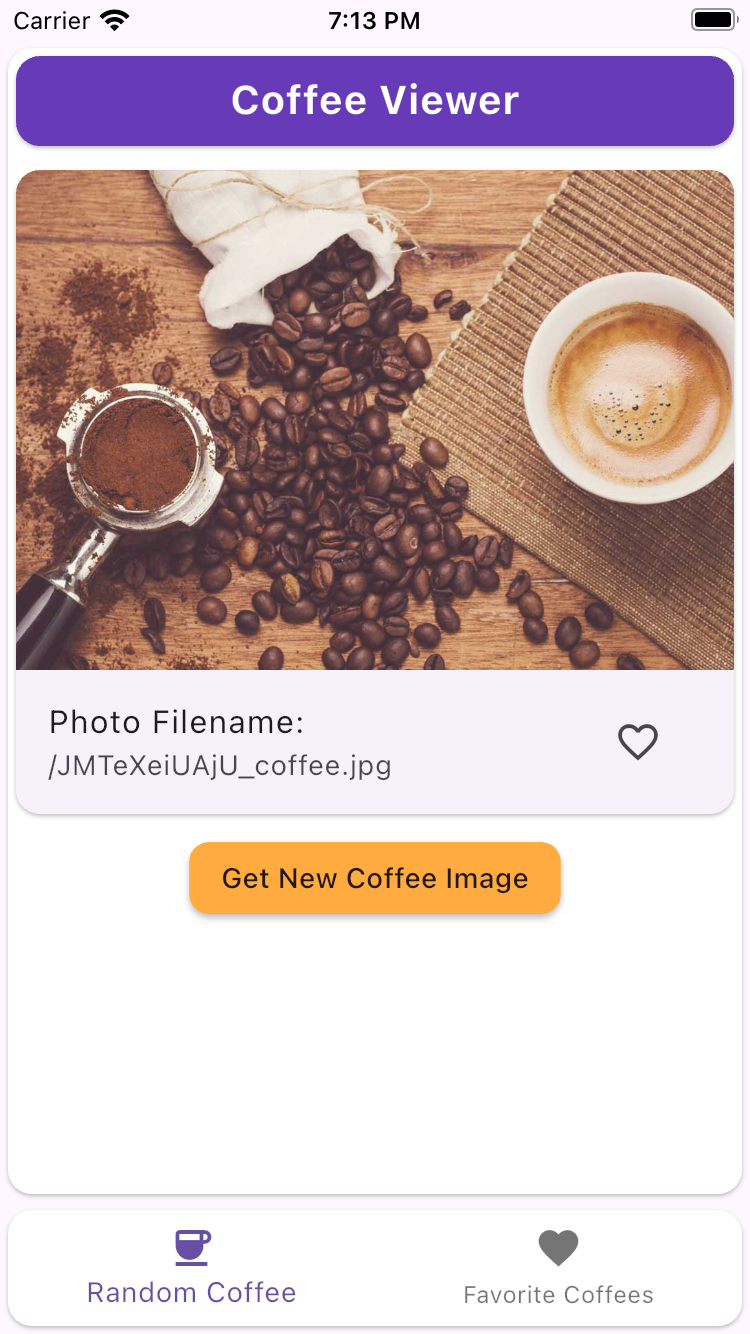 Carrier 7:13 PM
Coffee Viewer
Photo Filename:
/JMTeXeiUAjU_coffee.jpg
Get New Coffee Image
Random Coffee Favorite Coffees